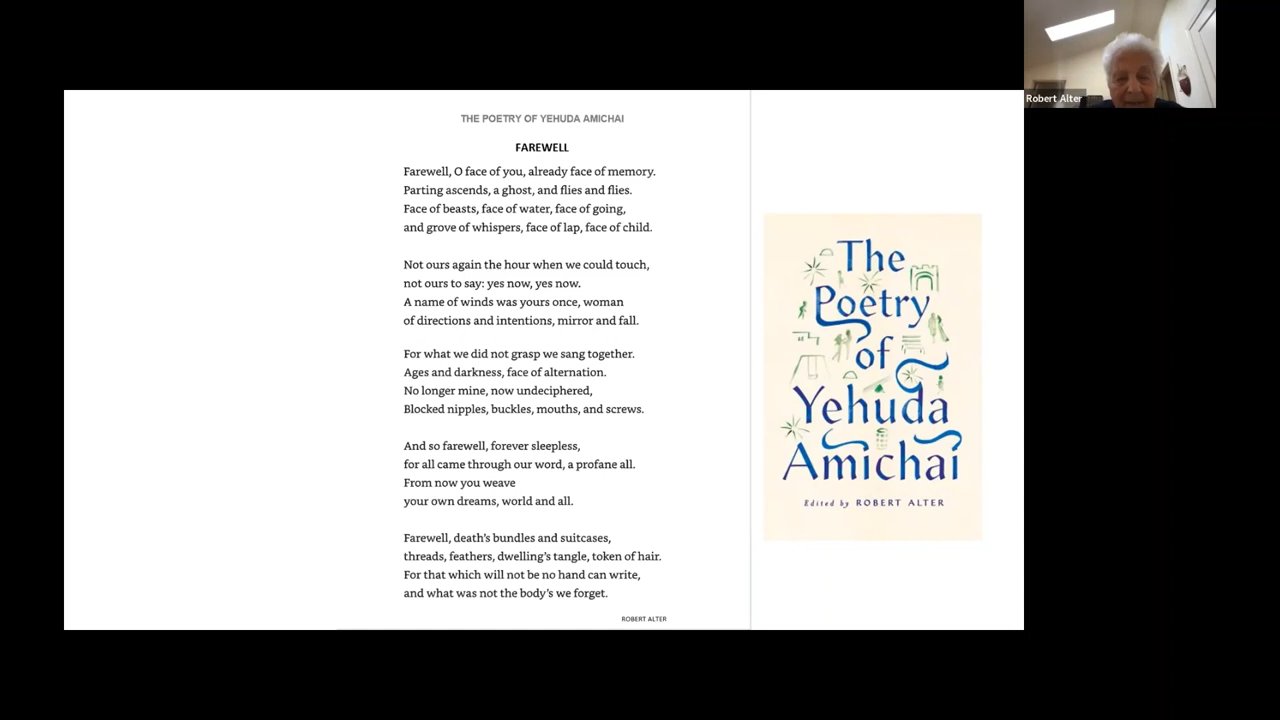 THE POETRY OF YEHUDA AMICHAI
FAREWELL
Farewell, O face of you, already face of memory.
Parting ascends, a ghost, and flies and flies.
Face of beasts, face of water, face of going,
and grove of whispers, face of lap, face of child.
Not ours again the hour when we could touch,
not ours to say: yes now, yes now.
A name of winds was yours once, woman
of directions and intentions, mirror and fall.
For what we did not grasp we sang together.
Ages and darkness, face of alternation.
No longer mine, now undeciphered,
Blocked nipples, buckles, mouths, and screws.
And so farewell, forever sleepless,
for all came through our word, a profane all.
From now you weave
your own dreams, world and all.
Farewell, death's bundles and suitcases,
threads, feathers, dwelling's tangle, token of hair.
For that which will not be no hand can write,
and what was not the body's we forget.
ROBERT ALTER
The
Poetry
of
Yehuda
Amichai
Edited by ROBERT ALTER
Robert Alter